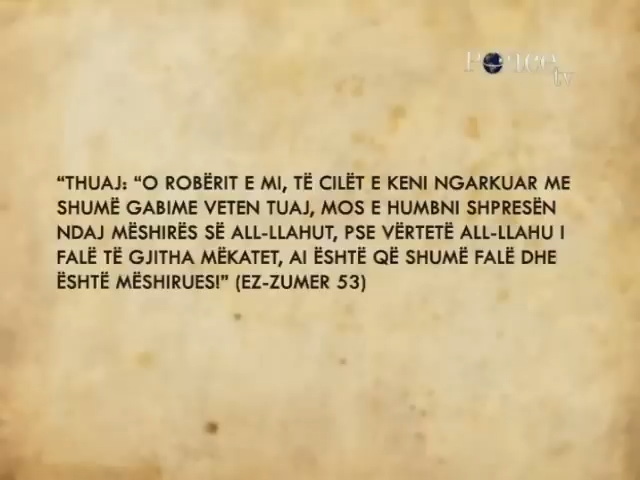 Peace tv
“THUAJ: “O ROBËRIT E MI, TË CILËT E KENI NGARKUAR ME
SHUMË GABIME VETEN TUAJ, MOS E HUMBNI SHPRESËN
NDAJ MËSHIRËS SË ALL-LLAHUT, PSE VËRTETË ALL-LLAHU I
FALË TË GJITHA MËKATET, AI ËSHTË QË SHUMË FALË DHE
ËSHTË MËSHIRUES!” (EZ-ZUMER 53)